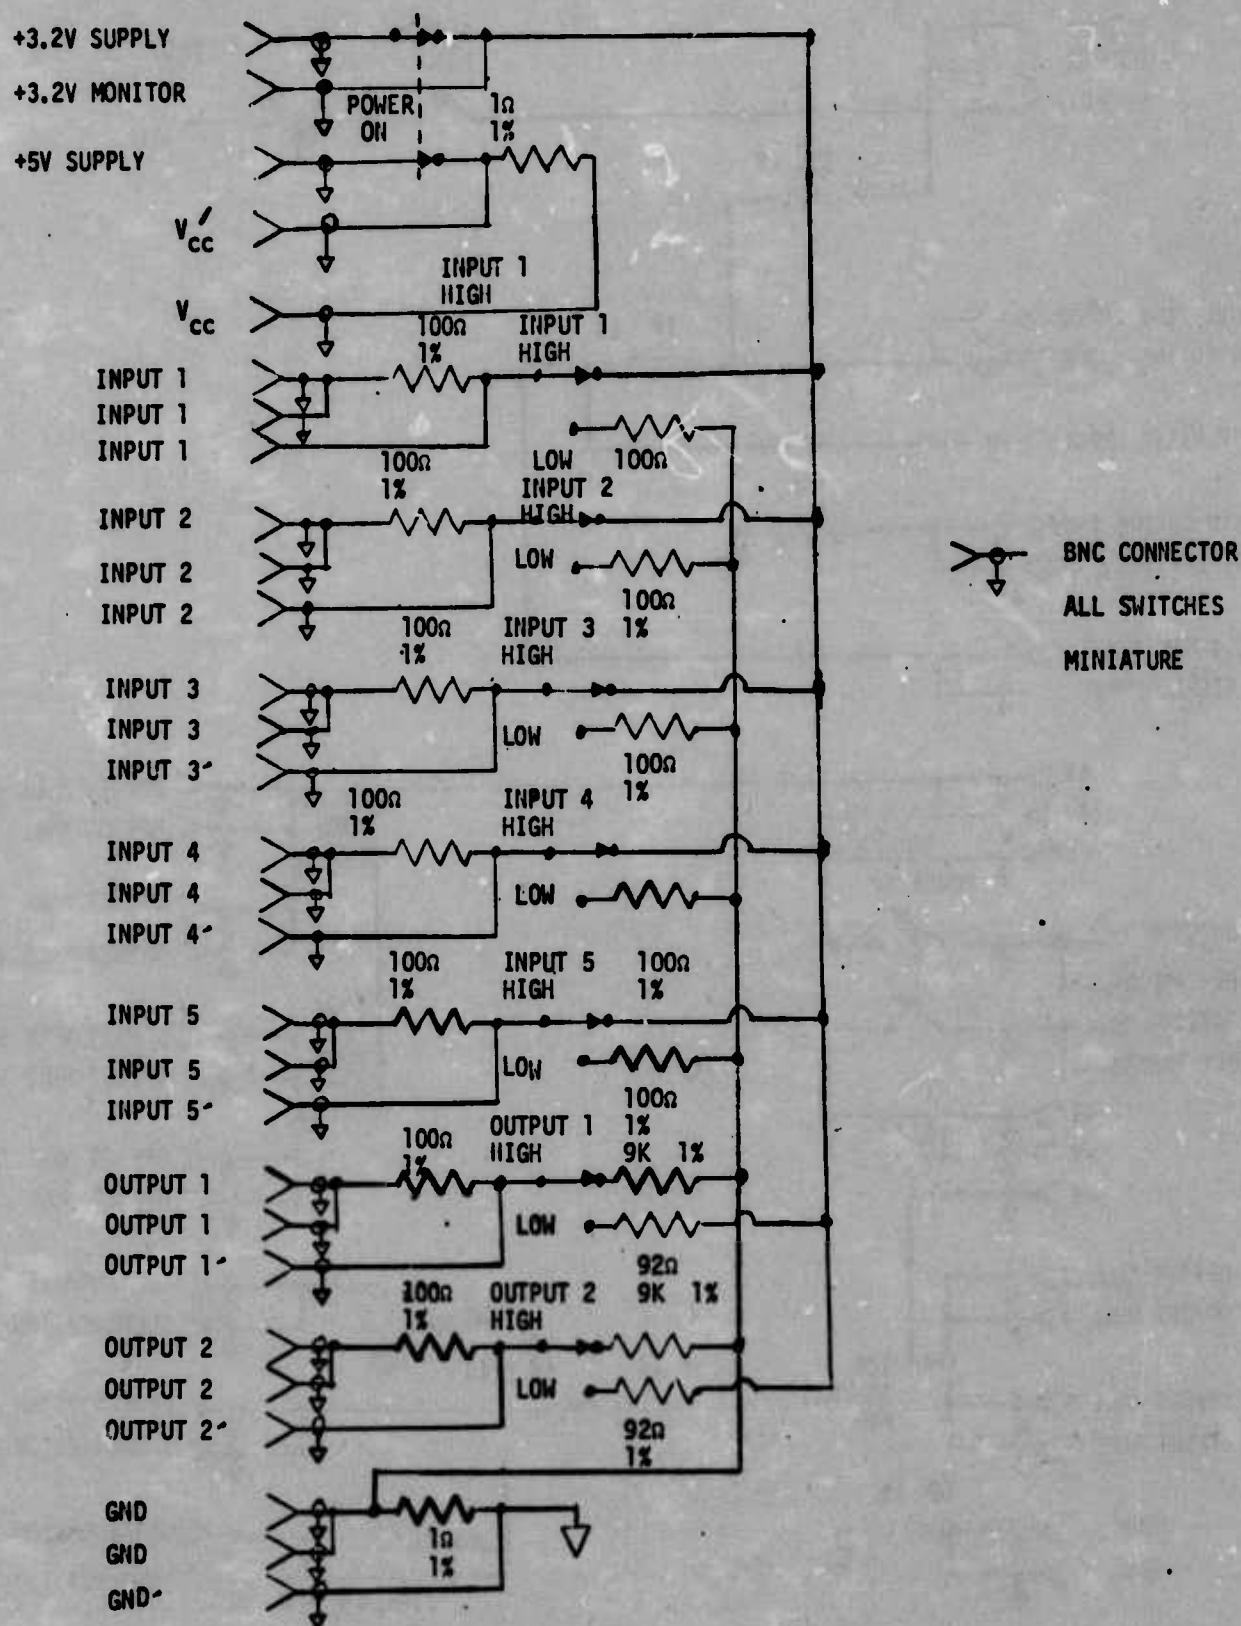 +3.2V SUPPLY
+3.2V MONITOR
POWER ON
1Ω
1%
+5V SUPPLY
VCC′
INPUT 1
HIGH
VCC
100Ω
1%
INPUT 1
HIGH
INPUT 1
INPUT 1
INPUT 1
100Ω
1%
LOW
100Ω
INPUT 2
HIGH
INPUT 2
LOW
INPUT 2
100Ω
1%
INPUT 2
100Ω
1%
INPUT 3
HIGH
INPUT 3
INPUT 3
LOW
100Ω
1%
INPUT 3′
100Ω
1%
INPUT 4
HIGH
INPUT 4
INPUT 4
LOW
INPUT 4′
100Ω
1%
INPUT 5
HIGH
100Ω
1%
INPUT 5
INPUT 5
LOW
INPUT 5′
100Ω
1%
100Ω
1%
OUTPUT 1
HIGH
9K 1%
OUTPUT 1
OUTPUT 1
LOW
OUTPUT 1′
92Ω
100Ω
1%
OUTPUT 2
HIGH
9K 1%
OUTPUT 2
OUTPUT 2
LOW
OUTPUT 2′
92Ω
1%
GND
1Ω
1%
GND
GND′
BNC CONNECTOR
ALL SWITCHES
MINIATURE